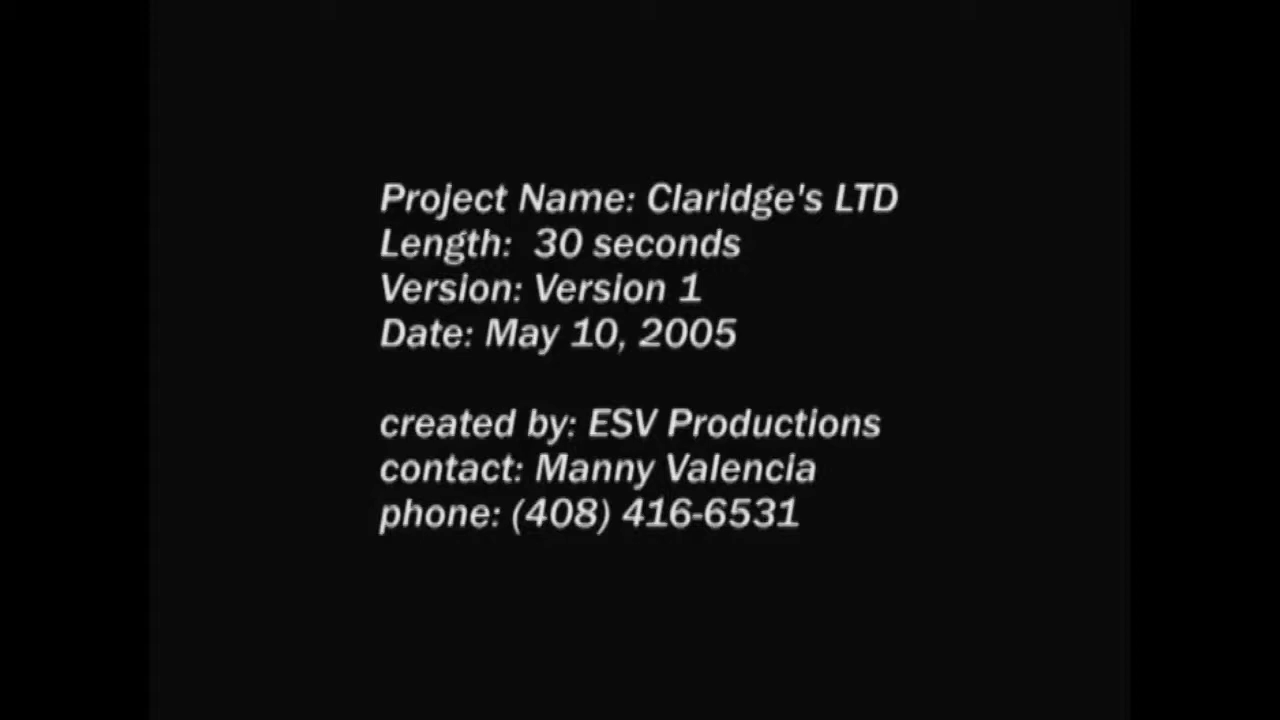 Project Name: Claridge's LTD
Length: 30 seconds
Version: Version 1
Date: May 10, 2005
created by: ESV Productions
contact: Manny Valencia
phone: (408) 416-6531